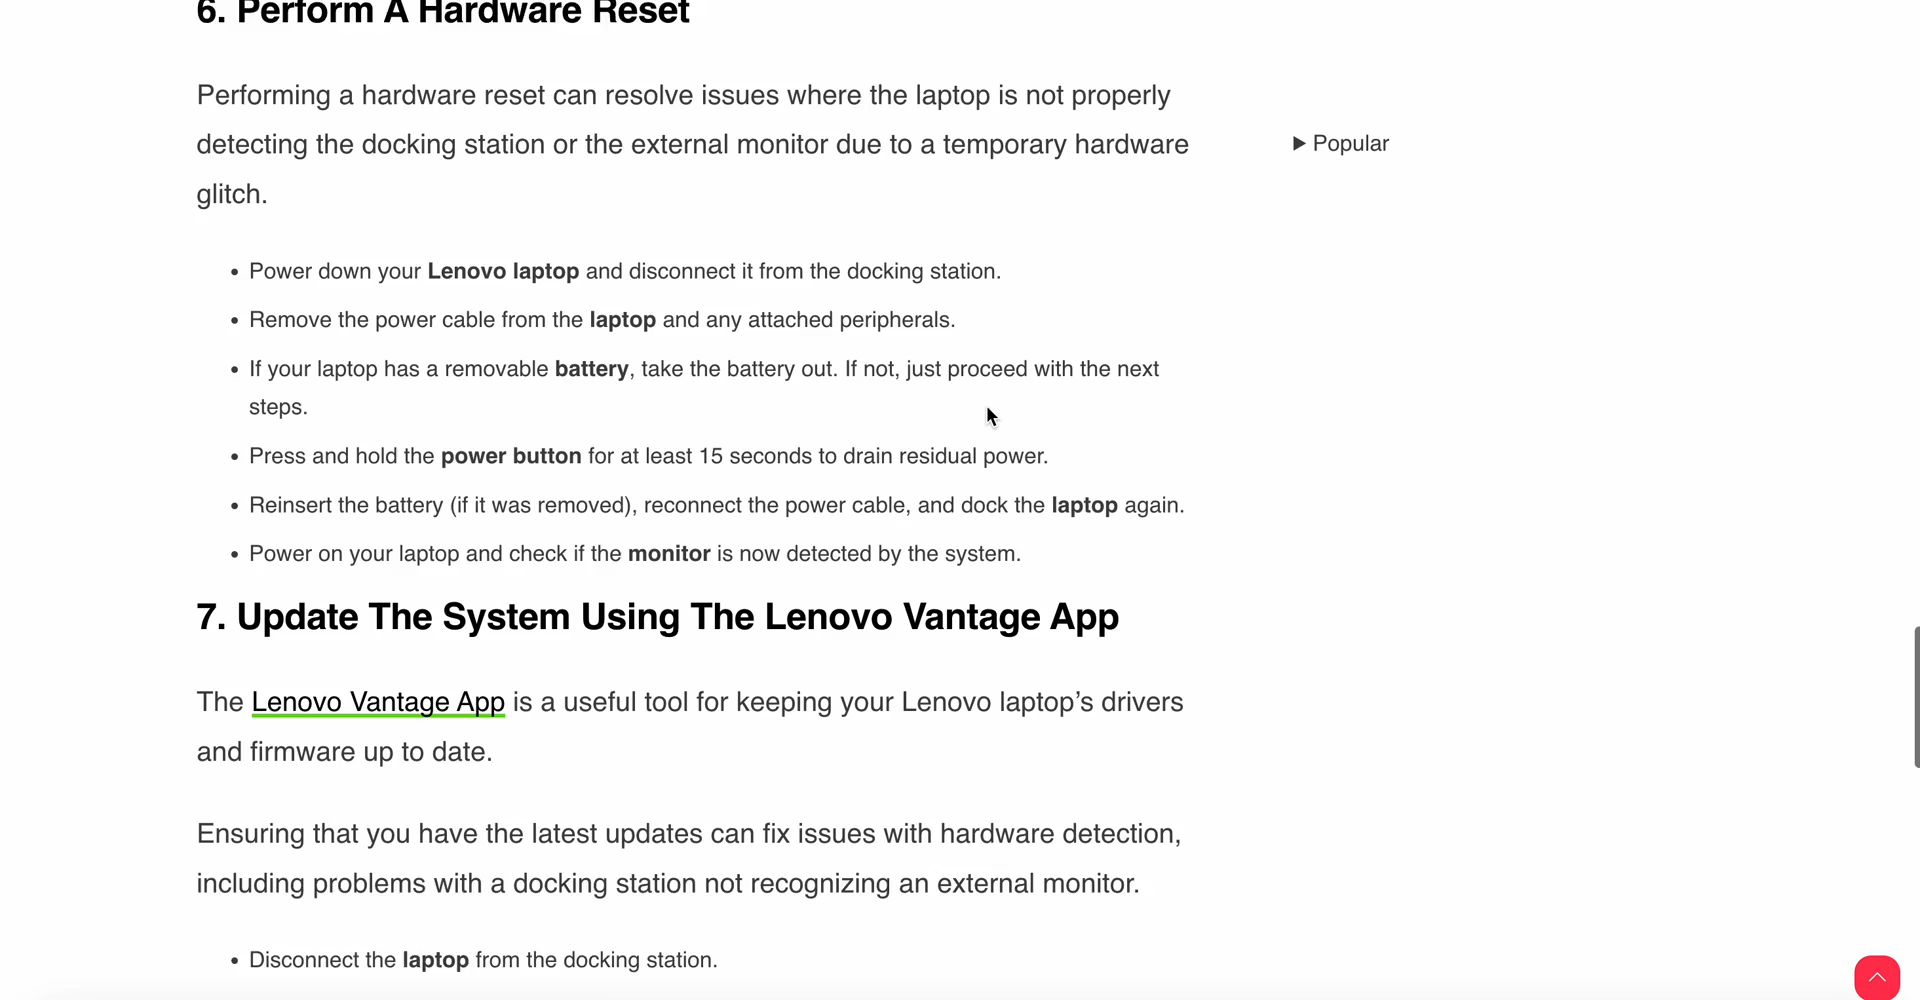 6. Perform A Hardware Reset
Performing a hardware reset can resolve issues where the laptop is not properly
detecting the docking station or the external monitor due to a temporary hardware
glitch.
▶ Popular
• Power down your Lenovo laptop and disconnect it from the docking station.
• Remove the power cable from the laptop and any attached peripherals.
• If your laptop has a removable battery, take the battery out. If not, just proceed with the next
steps.
• Press and hold the power button for at least 15 seconds to drain residual power.
• Reinsert the battery (if it was removed), reconnect the power cable, and dock the laptop again.
• Power on your laptop and check if the monitor is now detected by the system.
7. Update The System Using The Lenovo Vantage App
The Lenovo Vantage App is a useful tool for keeping your Lenovo laptop’s drivers
and firmware up to date.
Ensuring that you have the latest updates can fix issues with hardware detection,
including problems with a docking station not recognizing an external monitor.
• Disconnect the laptop from the docking station.